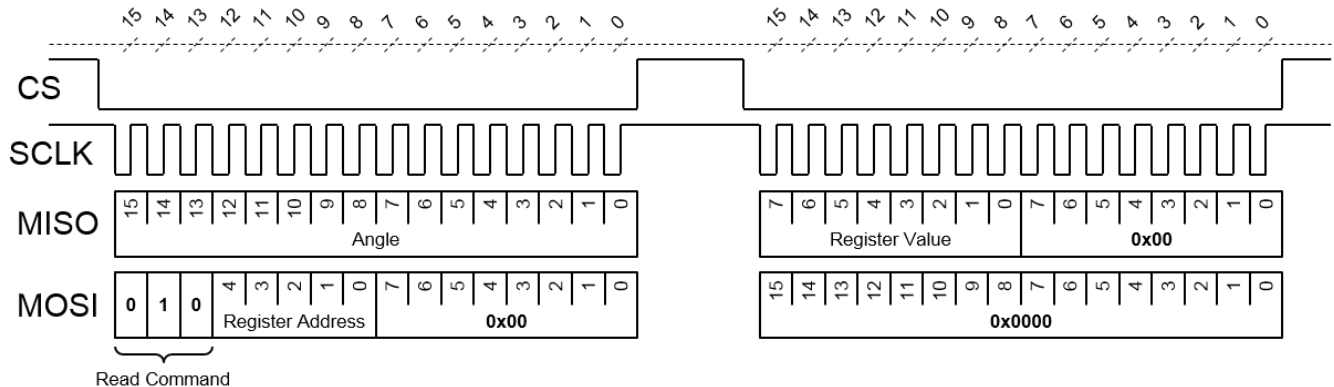 15 14 13 12 11 10 9 8 7 6 5 4 3 2 1 0 15 14 13 12 11 10 9 8 7 6 5 4 3 2 1 0
CS
SCLK
MISO
15 14 13 12 11 10 9 8 7 6 5 4 3 2 1 0 7 6 5 4 3 2 1 0 7 6 5 4 3 2 1 0
Angle Register Value 0x00
MOSI
0 1 0 4 3 2 1 0 7 6 5 4 3 2 1 0 15 14 13 12 11 10 9 8 7 6 5 4 3 2 1 0
Register Address 0x00 0x0000
Read Command